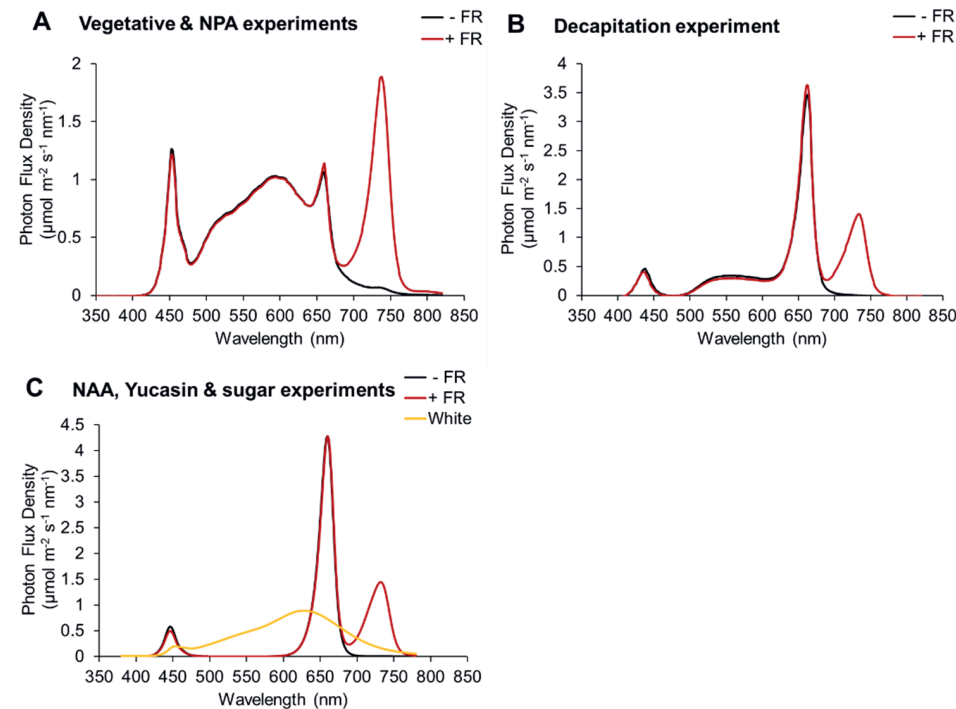 A Vegetative & NPA experiments
- FR
+ FR
Photon Flux Density
(µmol m-2 s-1 nm-1)
2
1.5
1
0.5
0
350 400 450 500 550 600 650 700 750 800 850
Wavelength (nm)
B Decapitation experiment
- FR
+ FR
Photon Flux Density
(µmol m-2 s-1 nm-1)
4
3.5
3
2.5
2
1.5
1
0.5
0
350 400 450 500 550 600 650 700 750 800 850
Wavelength (nm)
C NAA, Yucasin & sugar experiments
- FR
+ FR
White
Photon Flux Density
(µmol m-2 s-1 nm-1)
4.5
4
3.5
3
2.5
2
1.5
1
0.5
0
350 400 450 500 550 600 650 700 750 800 850
Wavelength (nm)